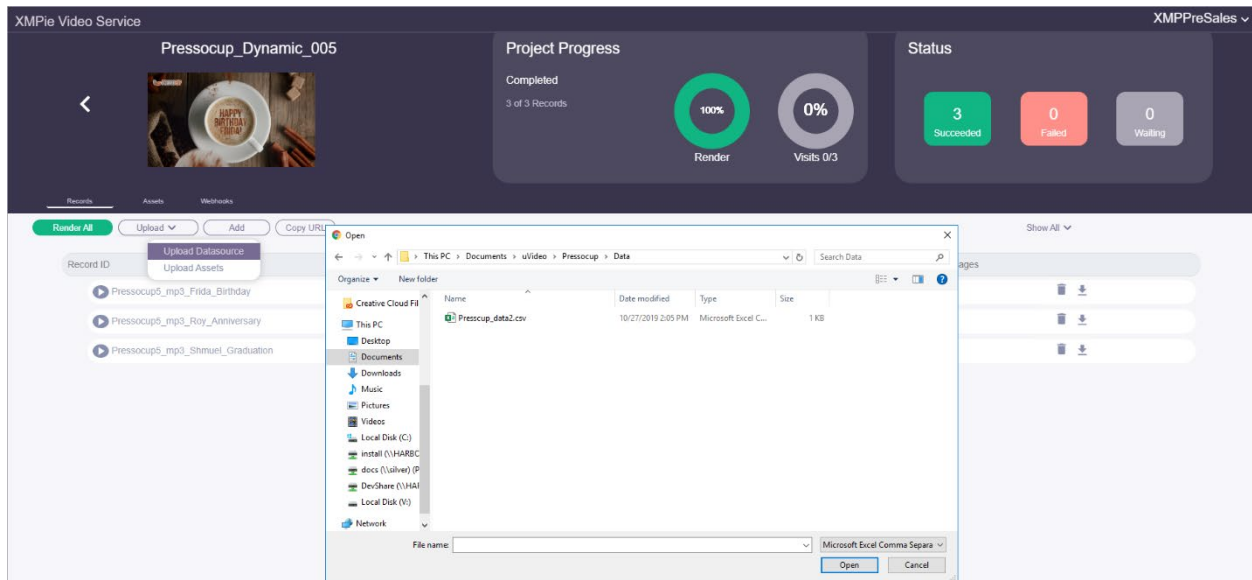 XMPie Video Service
XMPPreSales
Pressocup_Dynamic_005
HAPPY
BIRTHDAY
FRIDA!
Project Progress
Completed
3 of 3 Records
100%
Render
0%
Visits 0/3
Status
3
Succeeded
0
Failed
0
Waiting
Records
Assets
Webhooks
Render All
Upload
Add
Copy URL
Show All
Upload Datasource
Upload Assets
Record ID
ages
Pressocup5_mp3_Frida_Birthday
Pressocup5_mp3_Roy_Anniversary
Pressocup5_mp3_Shmuel_Graduation
Open
This PC > Documents > uVideo > Pressocup > Data
Search Data
Organize
New folder
Name
Date modified
Type
Size
Presscup_data2.csv
10/27/2019 2:05 PM
Microsoft Excel C...
1 KB
Creative Cloud Fil
This PC
Desktop
Documents
Downloads
Music
Pictures
Videos
Local Disk (C:)
install (\\HARBC
docs (\\silver) (P
DevShare (\\HAI
Local Disk (V:)
Network
File name:
Microsoft Excel Comma Separa
Open
Cancel